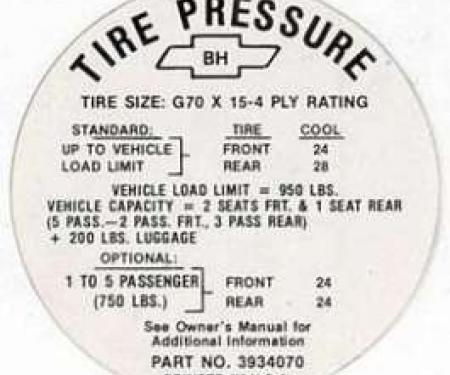 TIRE PRESSURE
BH
TIRE SIZE: G70 X 15-4 PLY RATING
STANDARD: TIRE COOL
UP TO VEHICLE FRONT 24
LOAD LIMIT REAR 28
VEHICLE LOAD LIMIT = 950 LBS.
VEHICLE CAPACITY = 2 SEATS FRT. & 1 SEAT REAR
(5 PASS.–2 PASS. FRT., 3 PASS REAR)
+ 200 LBS. LUGGAGE
OPTIONAL:
1 TO 5 PASSENGER FRONT 24
(750 LBS.) REAR 24
See Owner's Manual for
Additional Information
PART NO. 3934070